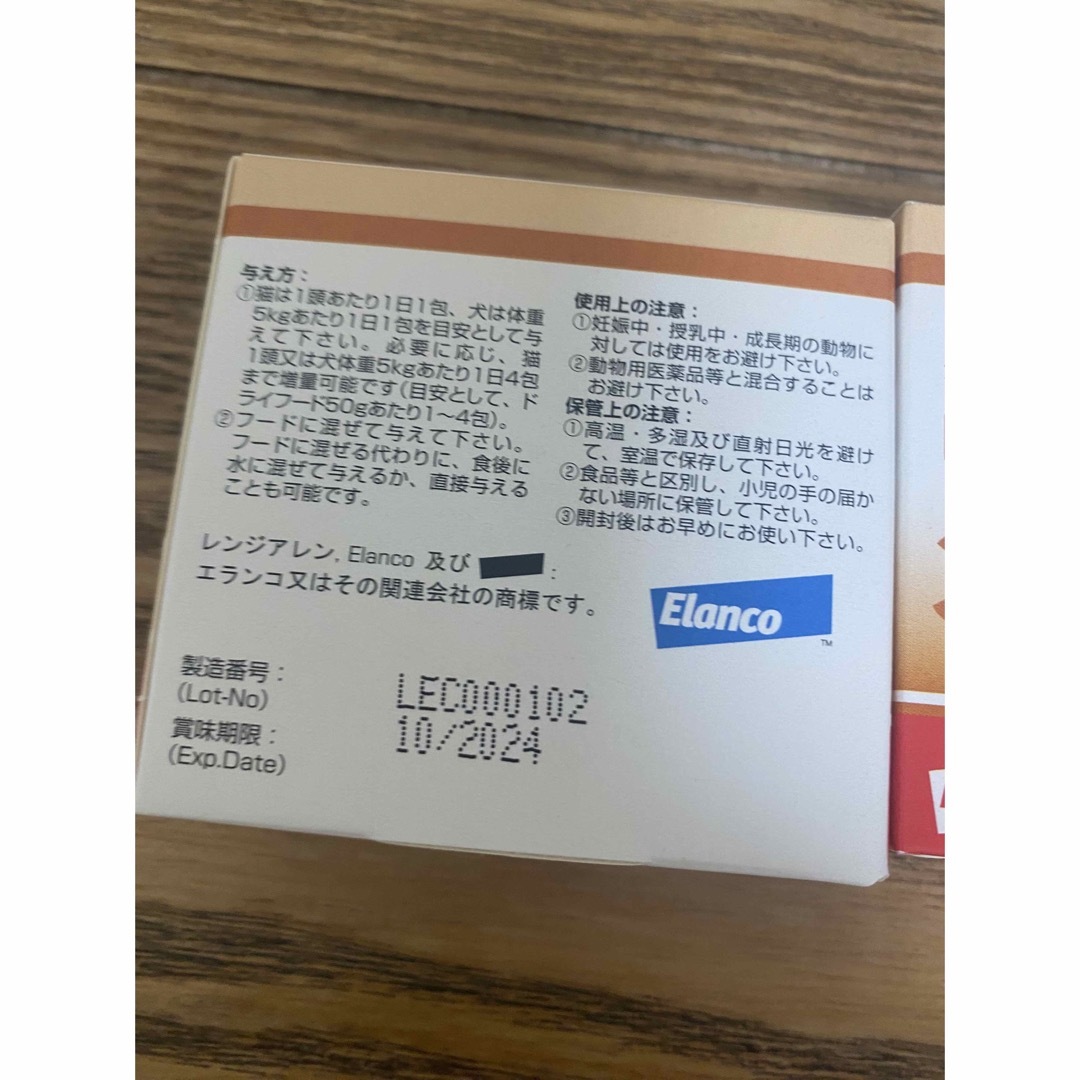 与え方：
①猫は1頭あたり1日1包、犬は体重
5kgあたり1日1包を目安として与
えて下さい。必要に応じ、猫
1頭又は犬体重5kgあたり1日4包
まで増量可能です(目安として、ド
ライフード50gあたり1〜4包)。
②フードに混ぜて与えて下さい。
フードに混ぜる代わりに、食後に
水に混ぜて与えるか、直接与える
ことも可能です。
使用上の注意：
①妊娠中・授乳中・成長期の動物に
対しては使用をお避け下さい。
②動物用医薬品等と混合することは
お避け下さい。
保管上の注意：
①高温・多湿及び直射日光を避け
て、室温で保存して下さい。
②食品等と区別し、小児の手の届か
ない場所に保管して下さい。
③開封後はお早めにお使い下さい。
レンジアレン, Elanco 及び ：
エランコ又はその関連会社の商標です。
Elanco
TM
製造番号：
(Lot-No)
LEC000102
賞味期限：
(Exp.Date)
10/2024